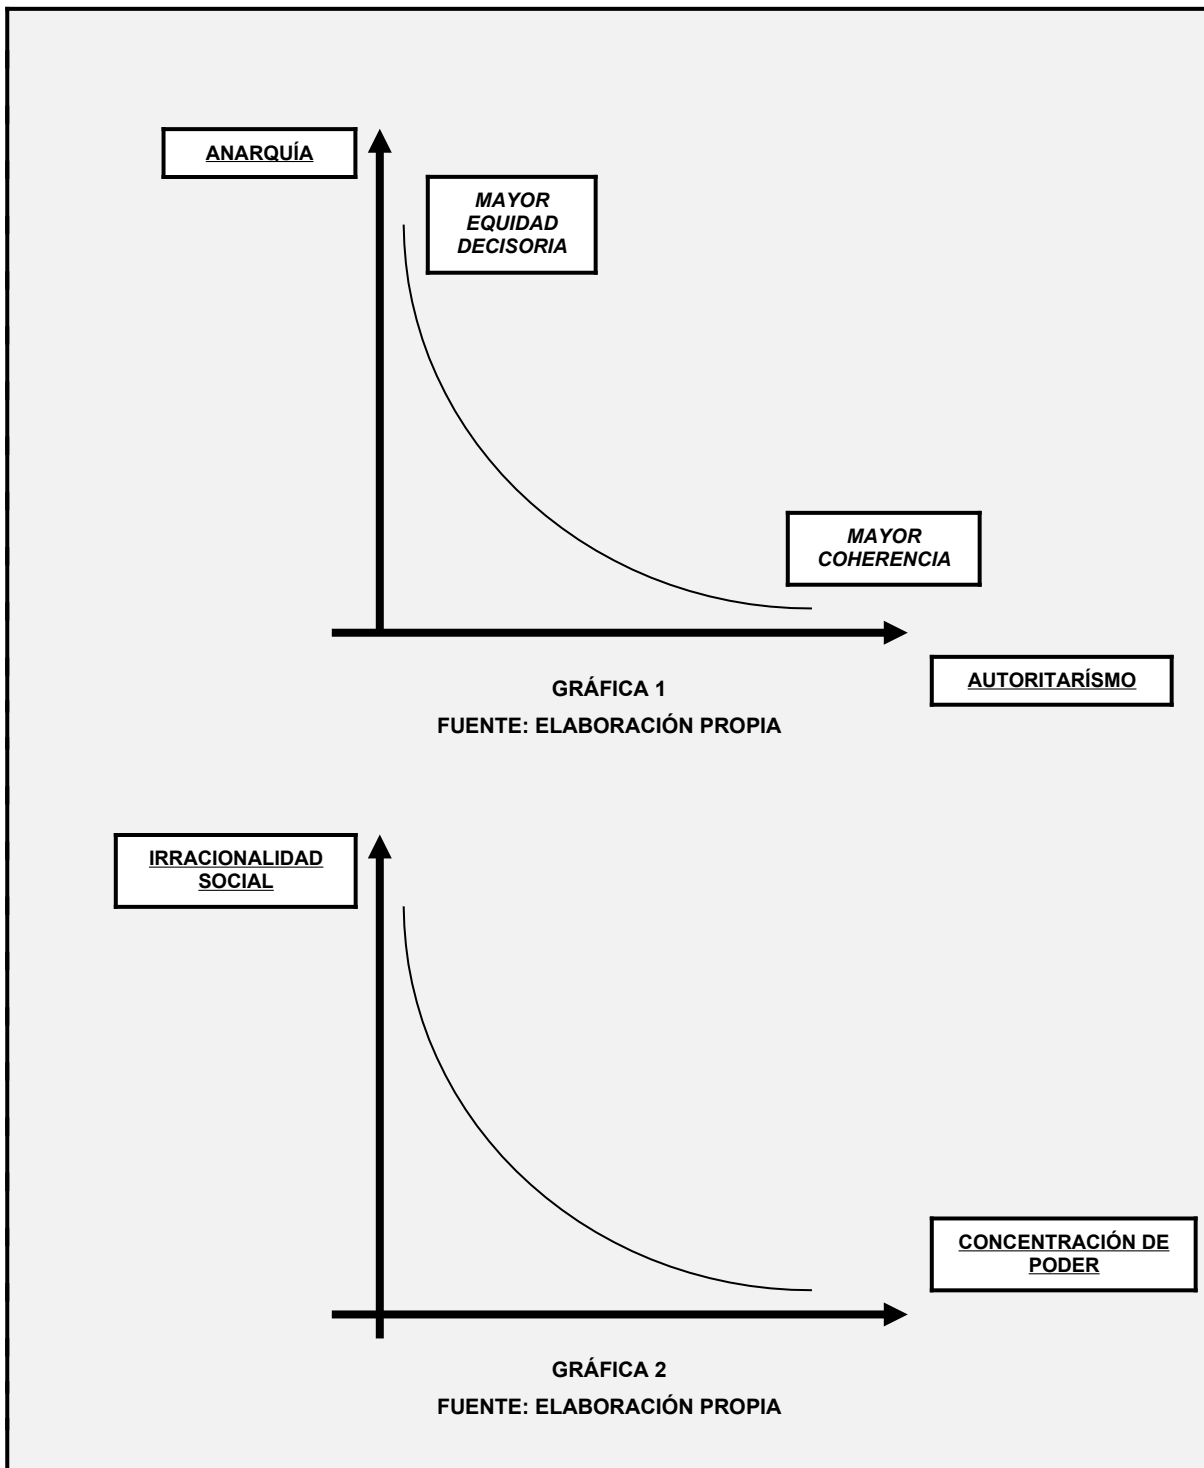 ANARQUÍA
MAYOR
EQUIDAD
DECISORIA
MAYOR
COHERENCIA
AUTORITARÍSMO
GRÁFICA 1
FUENTE: ELABORACIÓN PROPIA
IRRACIONALIDAD
SOCIAL
CONCENTRACIÓN DE
PODER
GRÁFICA 2
FUENTE: ELABORACIÓN PROPIA